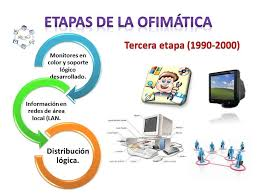 ETAPAS DE LA OFIMÁTICA
Tercera etapa (1990-2000)
Monitores en
color y soporte
lógico
desarrollado.
Información en
redes de área
local (LAN.
Distribución
lógica.